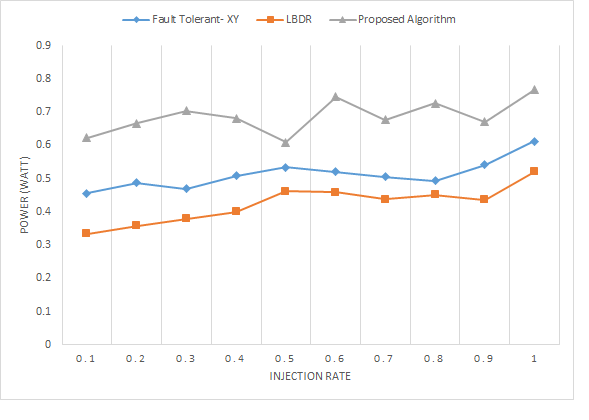 Fault Tolerant- XY LBDR Proposed Algorithm
0.9
0.8
0.7
0.6
0.5
0.4
0.3
0.2
0.1
0
POWER (WATT)
0.1 0.2 0.3 0.4 0.5 0.6 0.7 0.8 0.9 1
INJECTION RATE